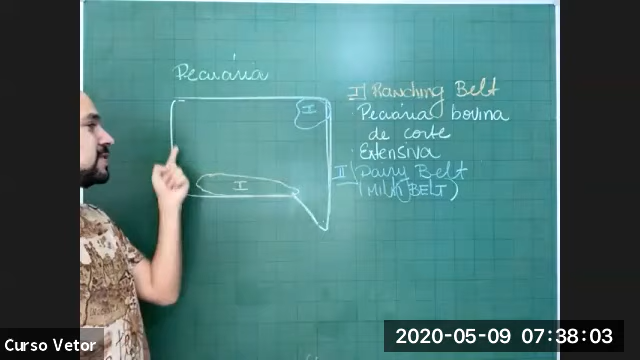 Pecuária
I
I
I) Ranching Belt
Pecuária bovina
de corte
Extensiva
II) Dairy Belt
(Milk BELT)
Curso Vetor
2020-05-09 07:38:03